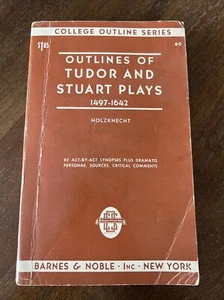 COLLEGE OUTLINE SERIES
$1.85
60
OUTLINES OF
TUDOR AND
STUART PLAYS
1497-1642
HOLZKNECHT
82 ACT-BY-ACT SYNOPSES PLUS DRAMATIS
PERSONAE, SOURCES, CRITICAL COMMENTS
BARNES & NOBLE · INC · NEW YORK